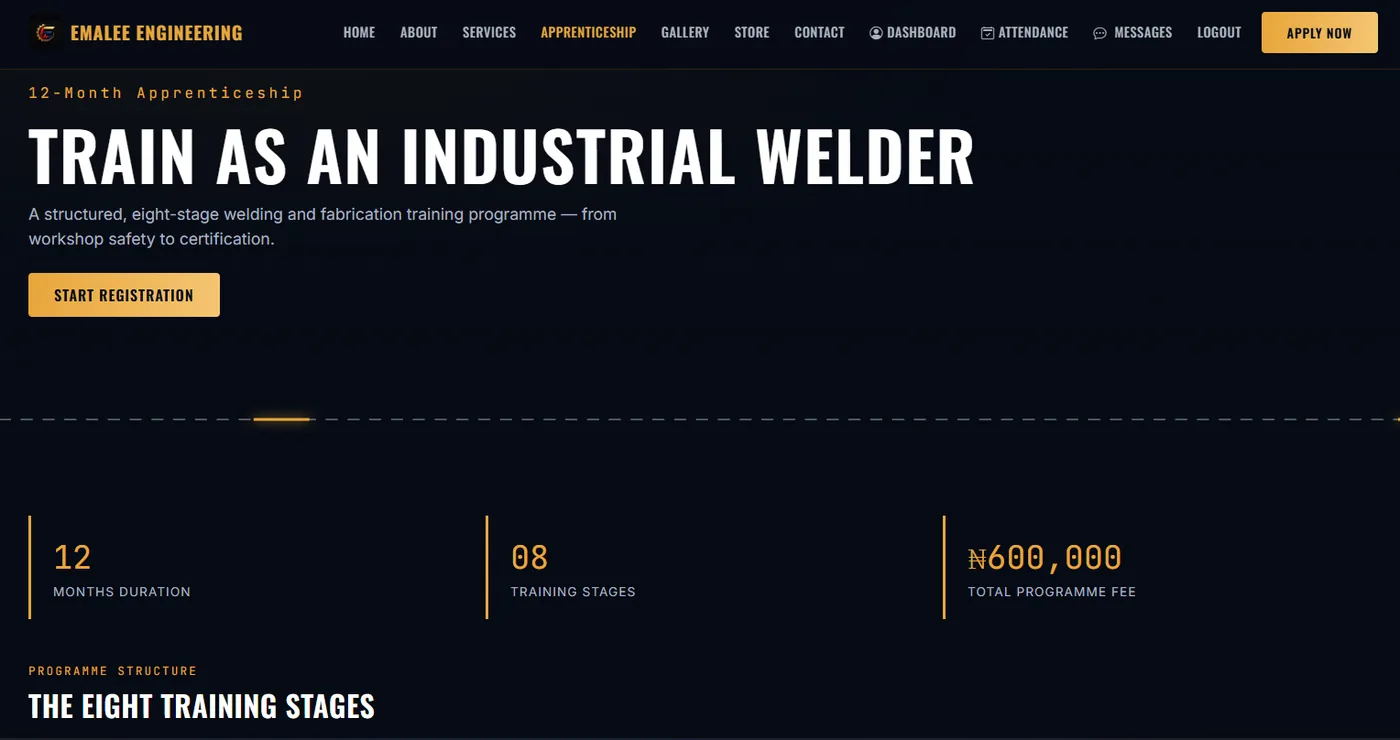 EMALEE ENGINEERING
HOME ABOUT SERVICES APPRENTICESHIP GALLERY STORE CONTACT DASHBOARD ATTENDANCE MESSAGES LOGOUT APPLY NOW
12-Month Apprenticeship
TRAIN AS AN INDUSTRIAL WELDER
A structured, eight-stage welding and fabrication training programme — from
workshop safety to certification.
START REGISTRATION
12
MONTHS DURATION
08
TRAINING STAGES
₦600,000
TOTAL PROGRAMME FEE
PROGRAMME STRUCTURE
THE EIGHT TRAINING STAGES